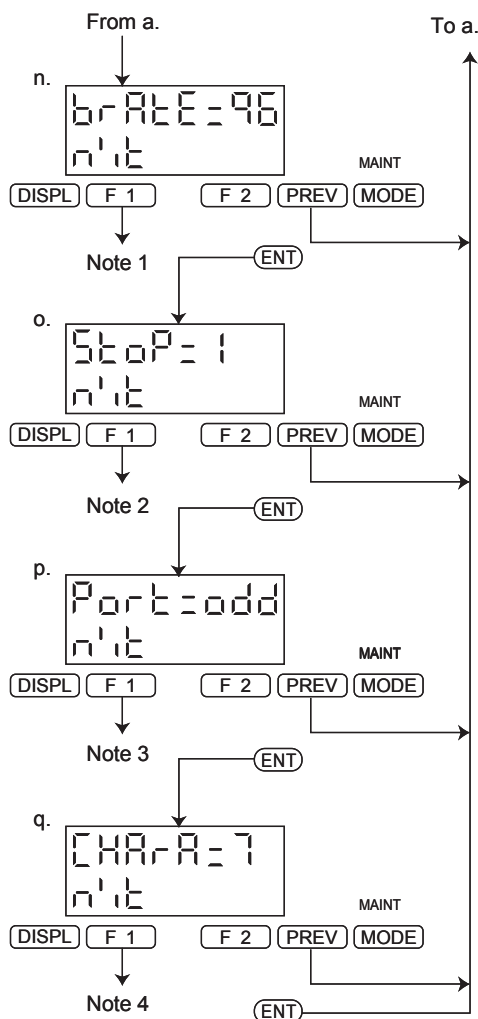 From a.
To a.
n.
brAtE=96
n'it
MAINT
DISPL F 1 F 2 PREV MODE
Note 1
ENT
o.
StoP=1
n'it
MAINT
DISPL F 1 F 2 PREV MODE
Note 2
ENT
p.
Port=odd
n'it
MAINT
DISPL F 1 F 2 PREV MODE
Note 3
ENT
q.
CHArA=7
n'it
MAINT
DISPL F 1 F 2 PREV MODE
Note 4
ENT